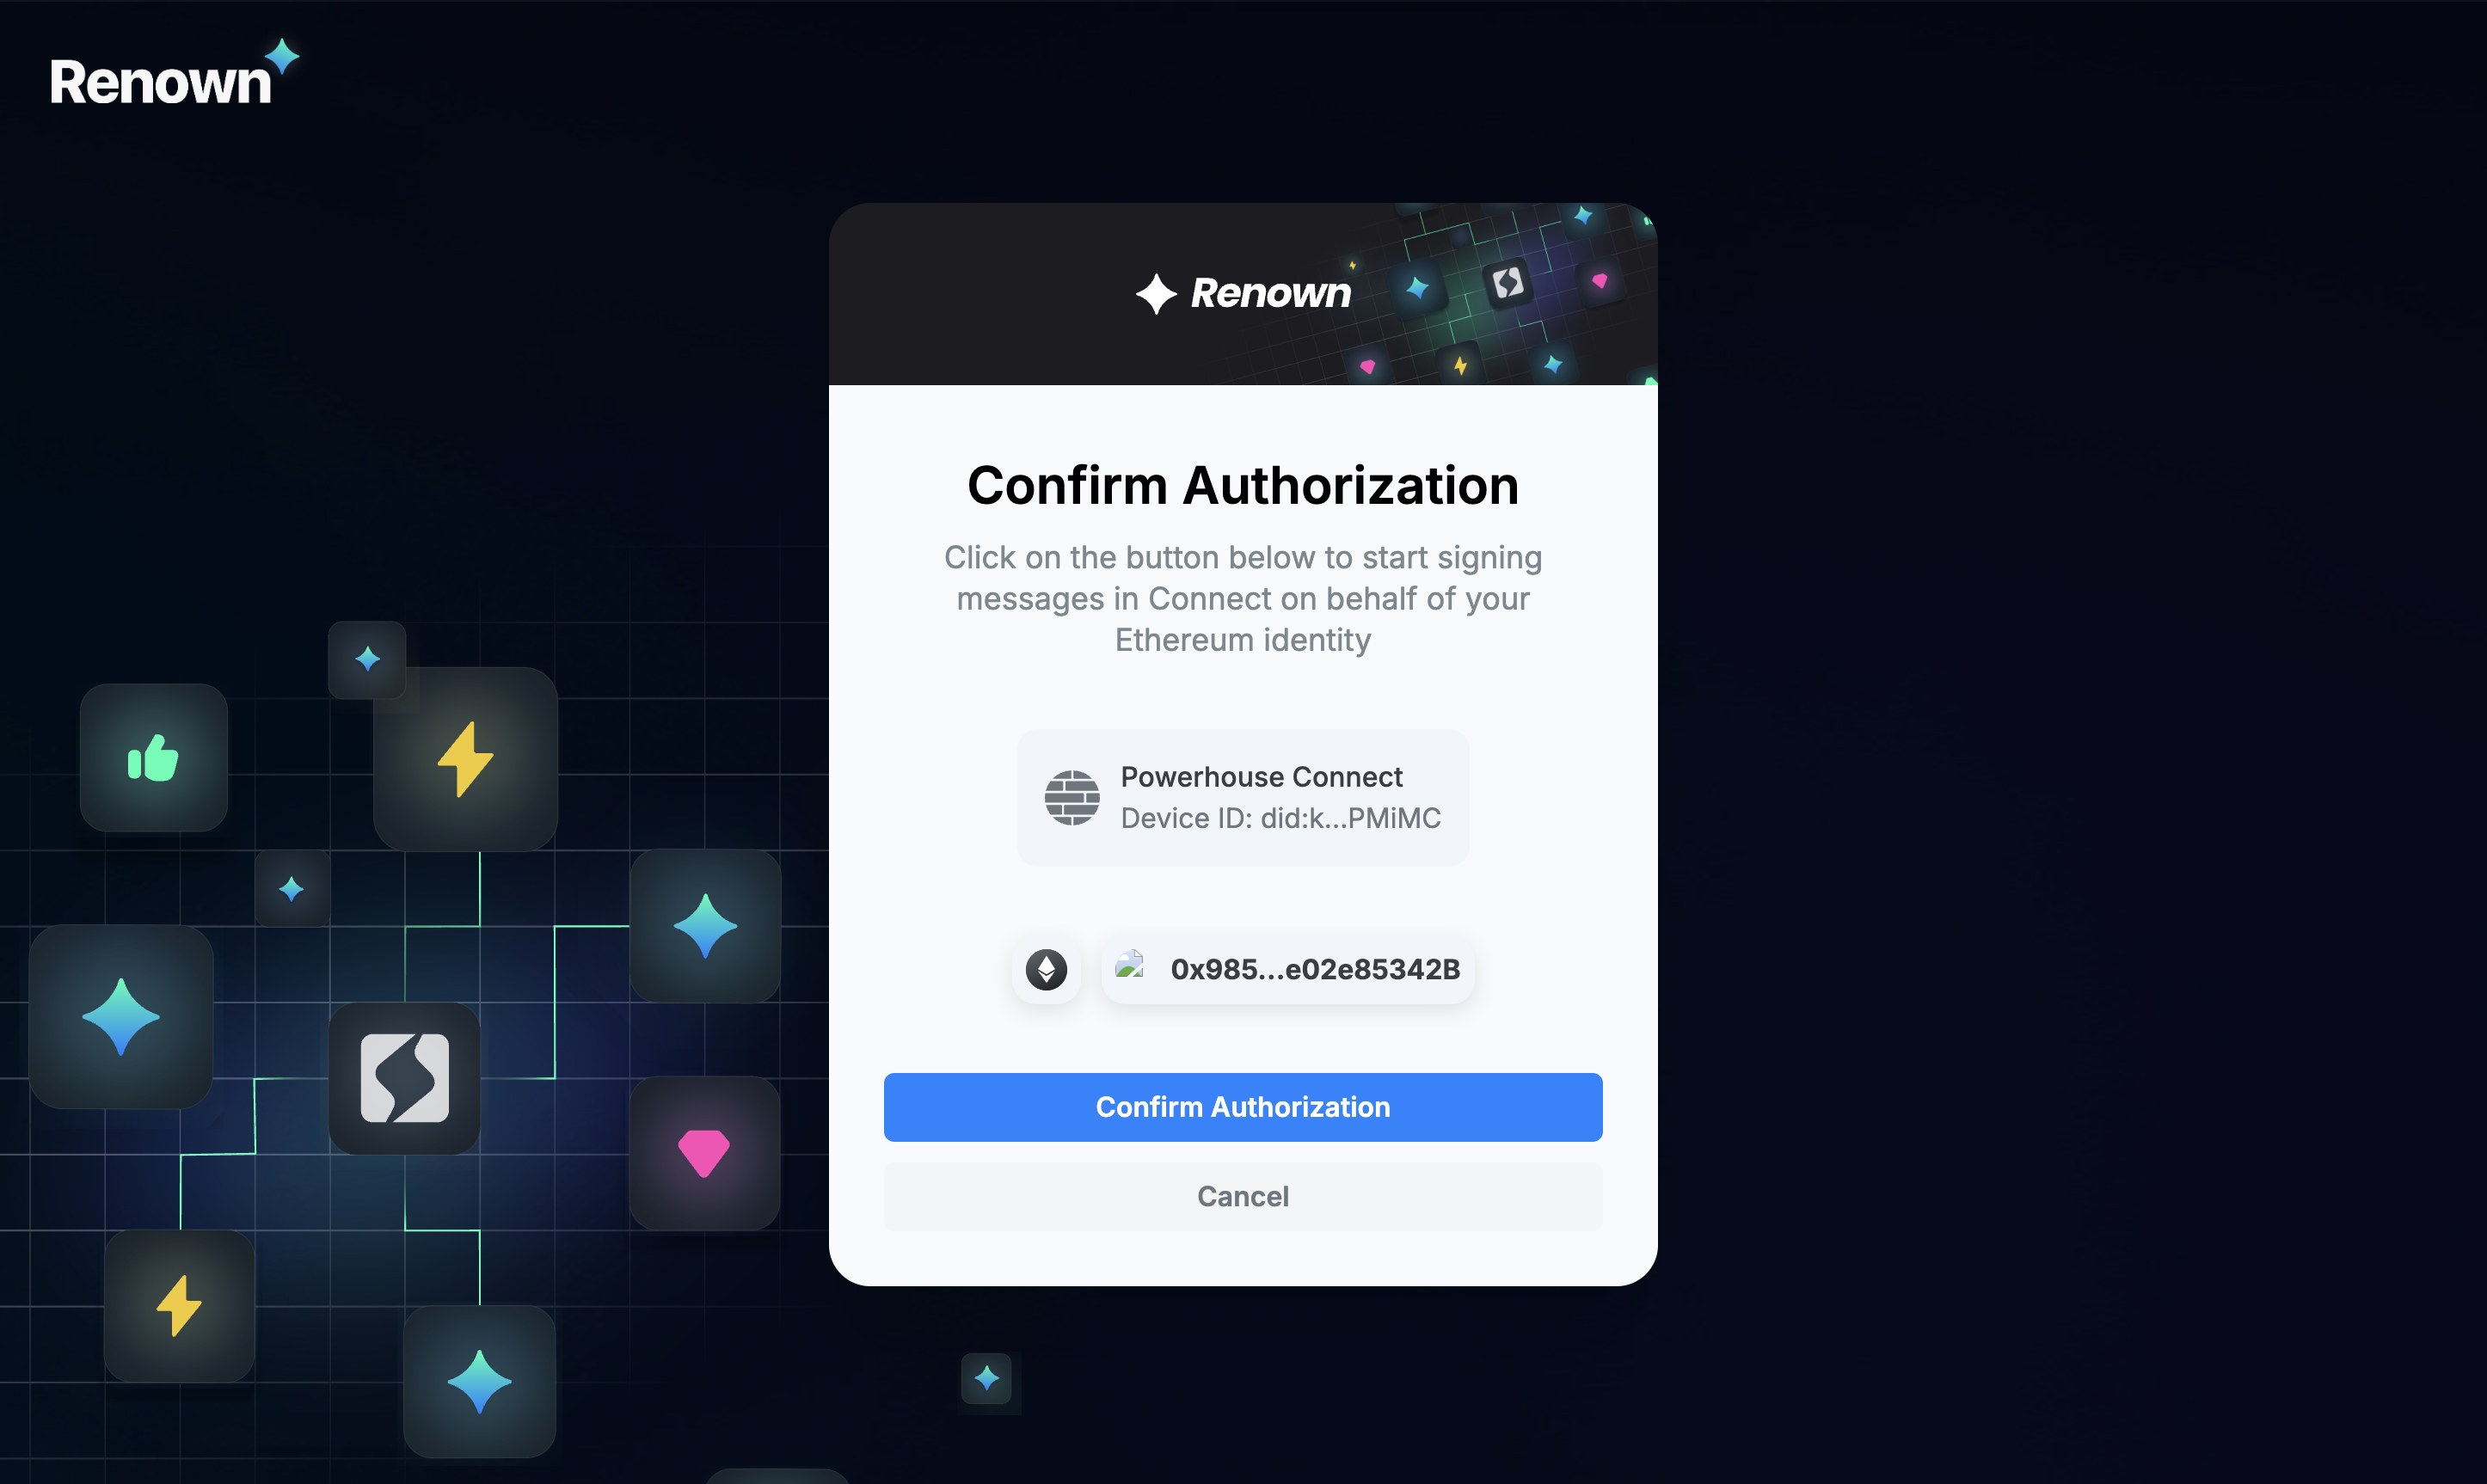 Renown
Renown
Confirm Authorization
Click on the button below to start signing
messages in Connect on behalf of your
Ethereum identity
Powerhouse Connect
Device ID: did:k...PMiMC
0x985...e02e85342B
Confirm Authorization
Cancel